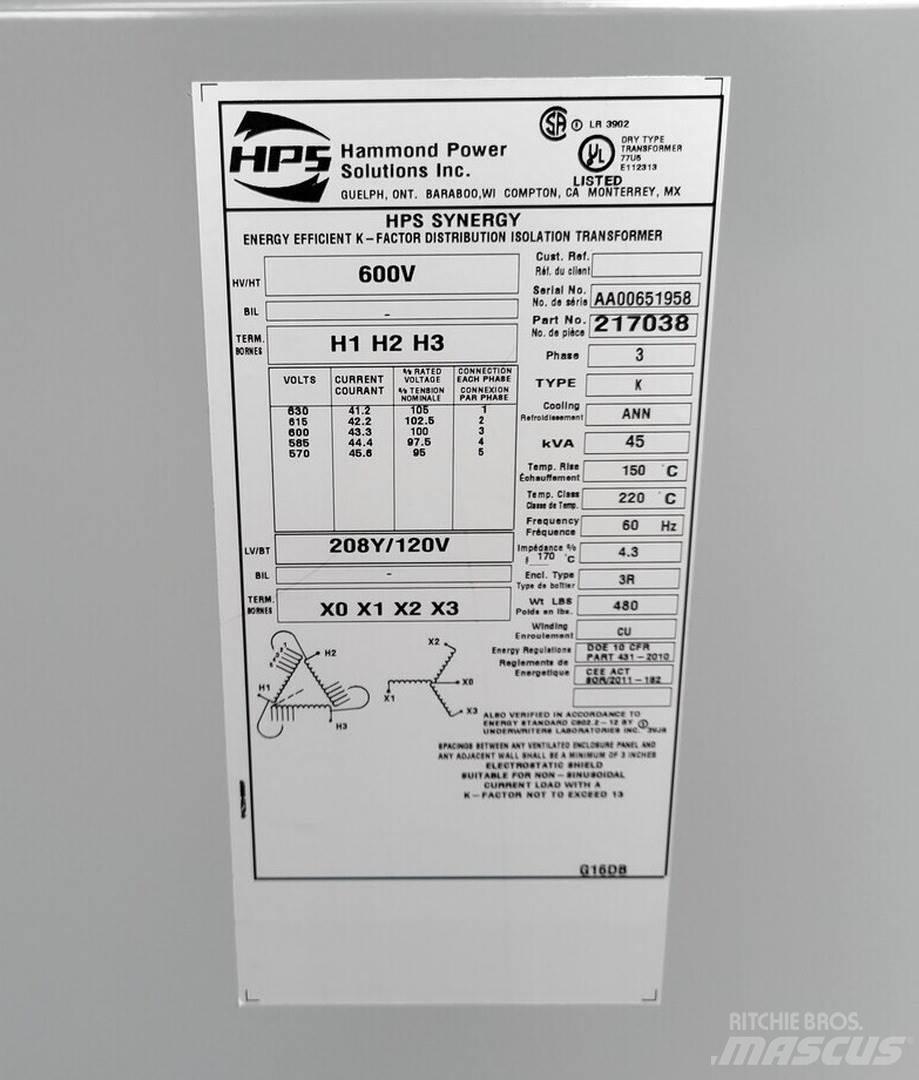 HPS
Hammond Power
Solutions Inc.
GUELPH, ONT. BARABOO,WI COMPTON, CA MONTERREY, MX
LR 3902
DRY TYPE
TRANSFORMER
77U5
E112313
UL
LISTED
HPS SYNERGY
ENERGY EFFICIENT K-FACTOR DISTRIBUTION ISOLATION TRANSFORMER
HV/HT 600V
BIL -
TERM.
BORNES H1 H2 H3
VOLTS CURRENT COURANT % RATED VOLTAGE % TENSION NOMINALE CONNECTION EACH PHASE CONNEXION PAR PHASE
630 41.2 105 1
615 42.2 102.5 2
600 43.3 100 3
585 44.4 97.5 4
570 45.6 95 5
LV/BT 208Y/120V
BIL -
TERM.
BORNES X0 X1 X2 X3
Cust. Ref.
Réf. du client
Serial No.
No. de série AA00651958
Part No.
No. de pièce 217038
Phase 3
TYPE K
Cooling
Refroidissement ANN
kVA 45
Temp. Rise
Échauffement 150 °C
Temp. Class
Classe de Temp. 220 °C
Frequency
Fréquence 60 Hz
Impédance %
170 °C 4.3
Encl. Type
Type de boîtier 3R
Wt LBS
Poids en lbs. 480
Winding
Enroulement CU
Energy Regulations
Reglements de
Energetique
DOE 10 CFR
PART 431-2010
CEE ACT
SOR/2011-182
H1
H2
H3
X2
X0
X1
X3
ALSO VERIFIED IN ACCORDANCE TO
ENERGY STANDARD C802.2-12 BY
UNDERWRITERS LABORATORIES INC. 3VJR
SPACINGS BETWEEN ANY VENTILATED ENCLOSURE PANEL AND
ANY ADJACENT WALL SHALL BE A MINIMUM OF 3 INCHES
ELECTROSTATIC SHIELD
SUITABLE FOR NON-SINUSOIDAL
CURRENT LOAD WITH A
K-FACTOR NOT TO EXCEED 13
G16DB
RITCHIE BROS.
MASCUS